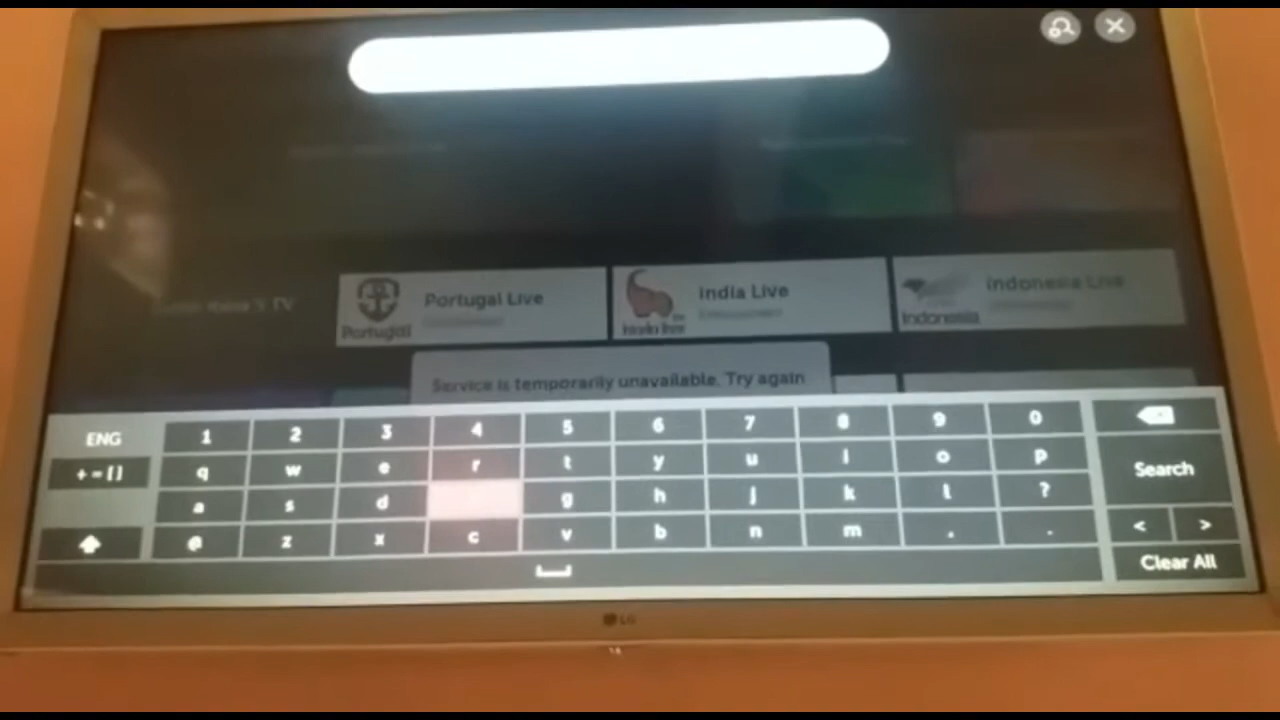 Portugal Live
Portugal
India Live
Indonesia Live
Indonesia
Service is temporarily unavailable. Try again
ENG 1 2 3 4 5 6 7 8 9 0
+ = [ ] q w e r t y u i o p Search
a s d g h j k l ?
@ z x c v b n m . < >
Clear All
LG